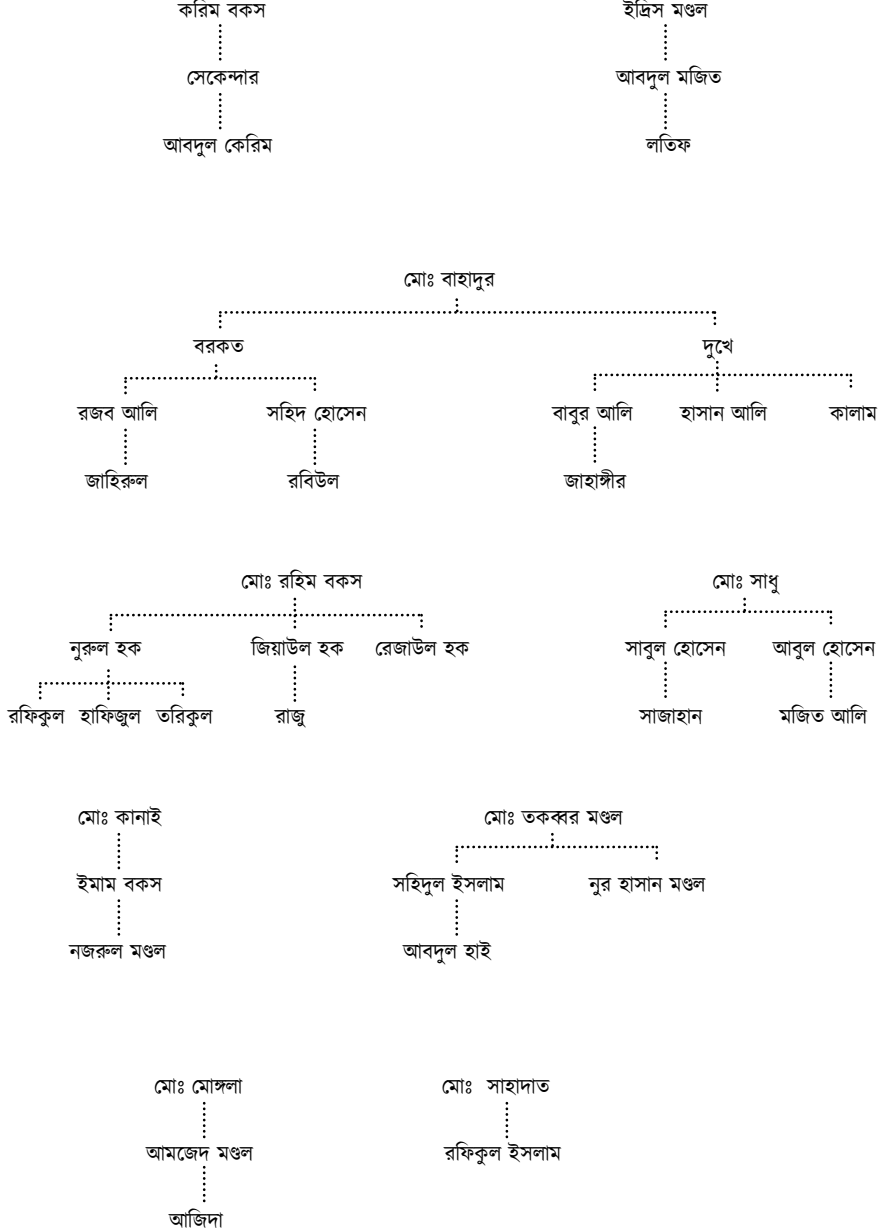 করিম বকস ইদ্রিস মণ্ডল
সেকেন্দার আবদুল মজিত
আবদুল কেরিম লতিফ
মোঃ বাহাদুর
বরকত দুখে
রজব আলি সহিদ হোসেন বাবুর আলি হাসান আলি কালাম
জাহিরুল রবিউল জাহাঙ্গীর
মোঃ রহিম বকস মোঃ সাধু
নুরুল হক জিয়াউল হক রেজাউল হক সাবুল হোসেন আবুল হোসেন
রফিকুল হাফিজুল তরিকুল রাজু সাজাহান মজিত আলি
মোঃ কানাই মোঃ তকব্বর মণ্ডল
ইমাম বকস সহিদুল ইসলাম নুর হাসান মণ্ডল
নজরুল মণ্ডল আবদুল হাই
মোঃ মোঙ্গলা মোঃ সাহাদাত
আমজেদ মণ্ডল রফিকুল ইসলাম
আজিদা